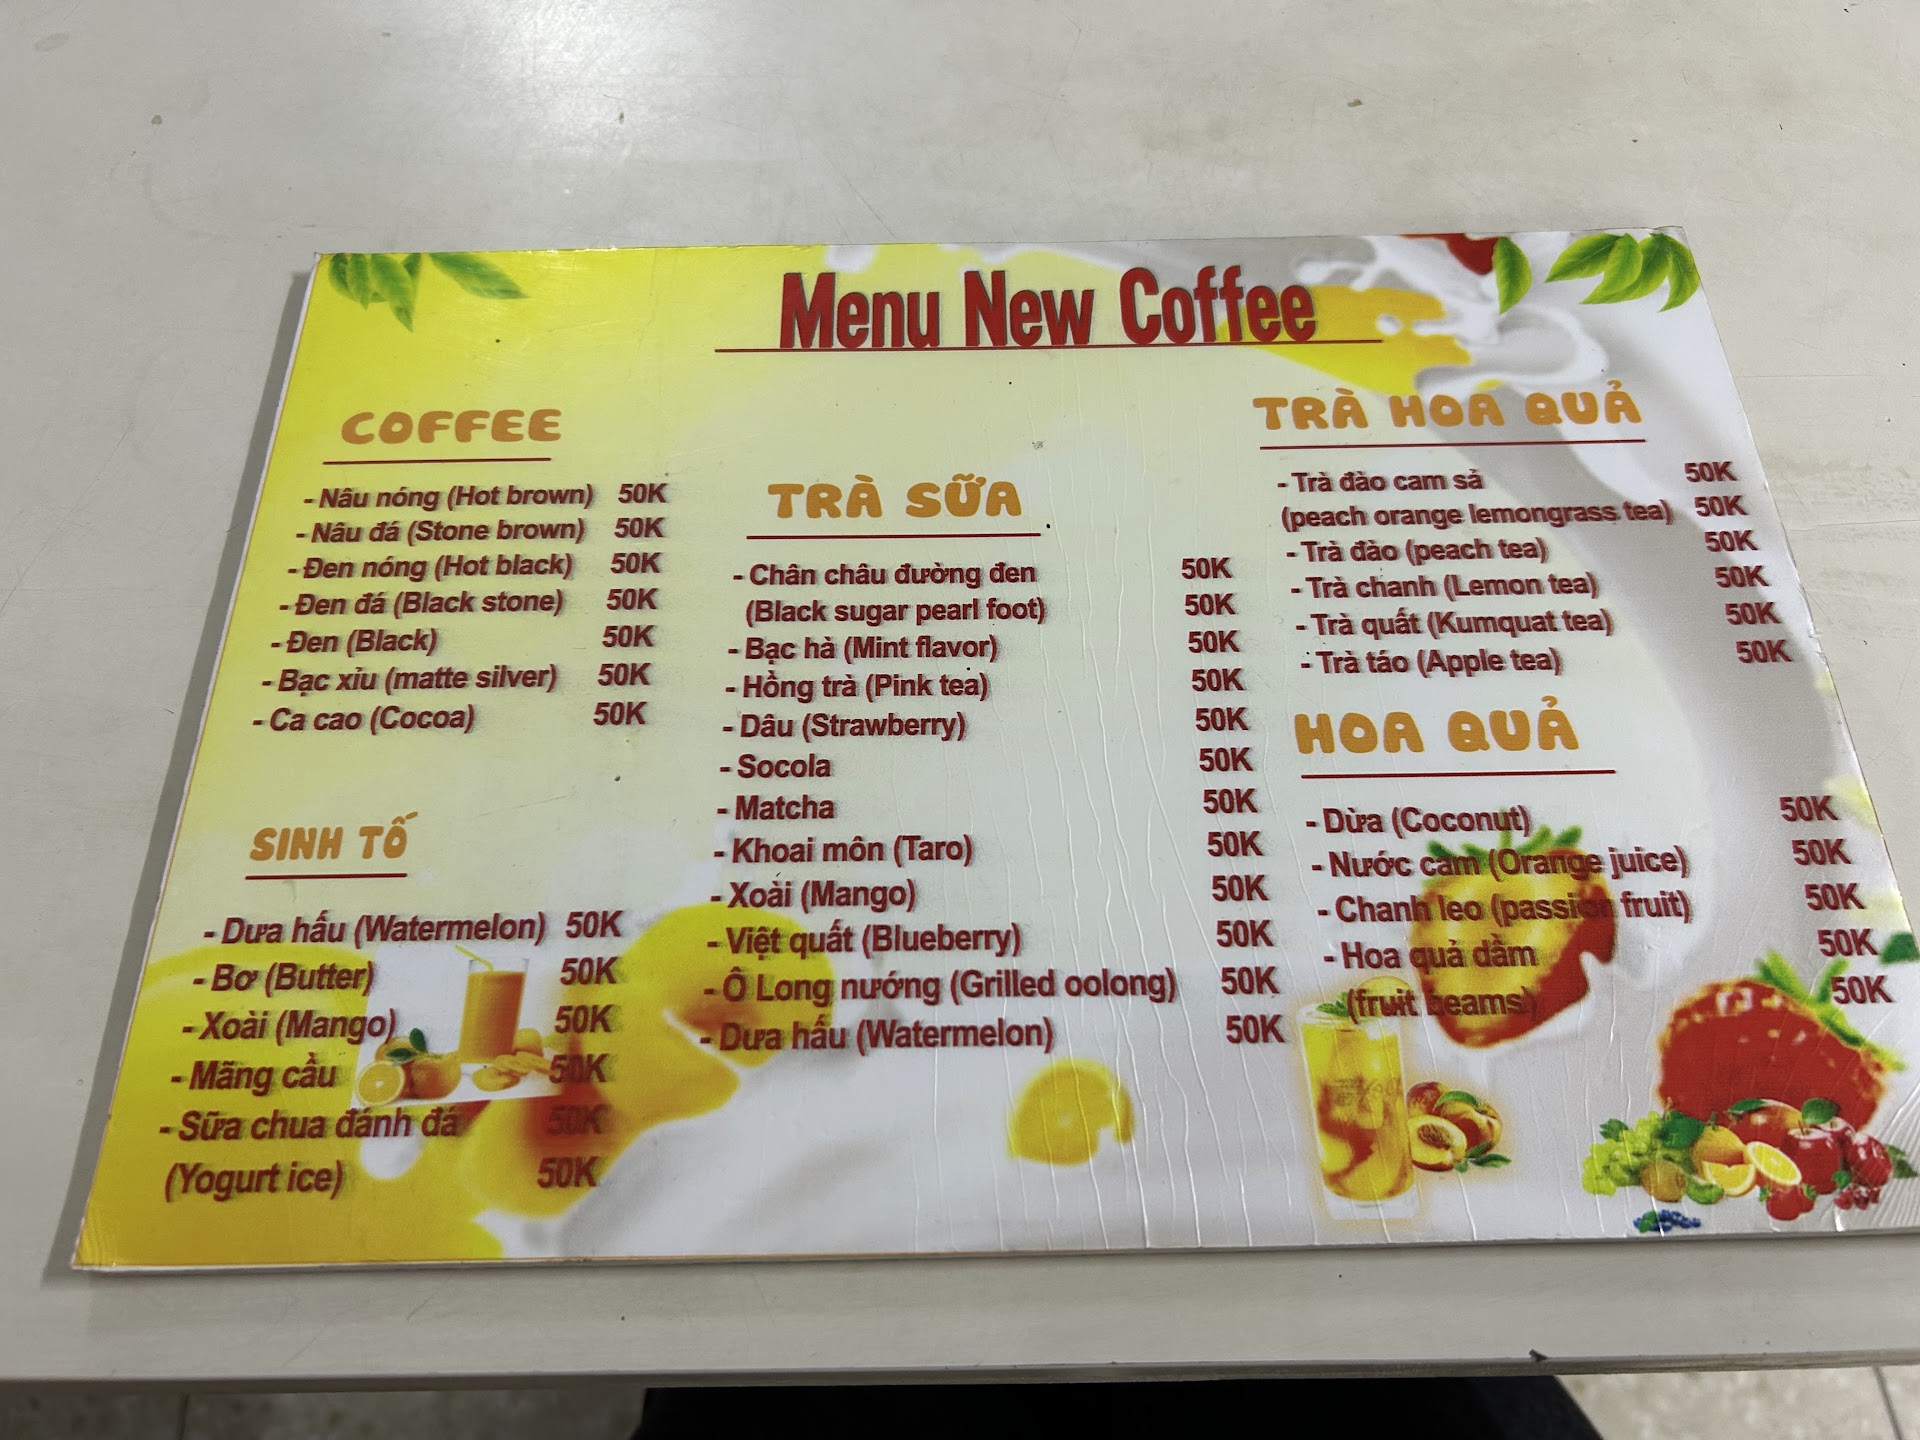 Menu New Coffee
COFFEE
- Nâu nóng (Hot brown) 50K
- Nâu đá (Stone brown) 50K
- Đen nóng (Hot black) 50K
- Đen đá (Black stone) 50K
- Đen (Black) 50K
- Bạc xỉu (matte silver) 50K
- Ca cao (Cocoa) 50K
SINH TỐ
- Dưa hấu (Watermelon) 50K
- Bơ (Butter) 50K
- Xoài (Mango) 50K
- Mãng cầu 50K
- Sữa chua đánh đá 50K
(Yogurt ice) 50K
TRÀ SỮA
- Chân châu đường đen 50K
(Black sugar pearl foot) 50K
- Bạc hà (Mint flavor) 50K
- Hồng trà (Pink tea) 50K
- Dâu (Strawberry) 50K
- Socola 50K
- Matcha 50K
- Khoai môn (Taro) 50K
- Xoài (Mango) 50K
- Việt quất (Blueberry) 50K
- Ô Long nướng (Grilled oolong) 50K
- Dưa hấu (Watermelon) 50K
TRÀ HOA QUẢ
- Trà đào cam sả 50K
(peach orange lemongrass tea) 50K
- Trà đào (peach tea) 50K
- Trà chanh (Lemon tea) 50K
- Trà quất (Kumquat tea) 50K
- Trà táo (Apple tea) 50K
HOA QUẢ
- Dừa (Coconut) 50K
- Nước cam (Orange juice) 50K
- Chanh leo (passion fruit) 50K
- Hoa quả dầm 50K
(fruit beams) 50K